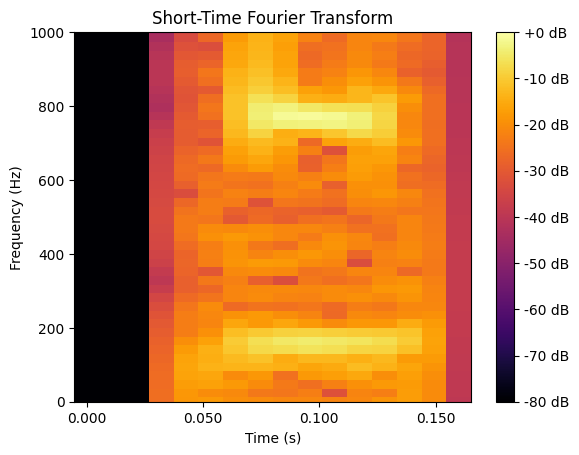 Short-Time Fourier Transform
1000
800
600
400
200
0
Frequency (Hz)
0.000
0.050
0.100
0.150
Time (s)
+0 dB
-10 dB
-20 dB
-30 dB
-40 dB
-50 dB
-60 dB
-70 dB
-80 dB